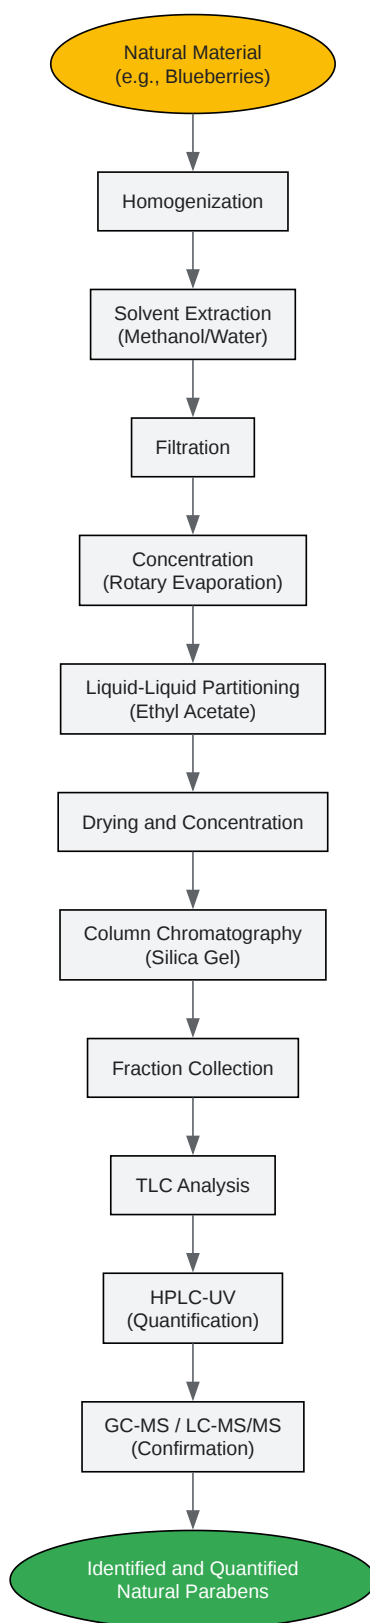 Natural Material
(e.g., Blueberries)
Homogenization
Solvent Extraction
(Methanol/Water)
Filtration
Concentration
(Rotary Evaporation)
Liquid-Liquid Partitioning
(Ethyl Acetate)
Drying and Concentration
Column Chromatography
(Silica Gel)
Fraction Collection
TLC Analysis
HPLC-UV
(Quantification)
GC-MS / LC-MS/MS
(Confirmation)
Identified and Quantified
Natural Parabens